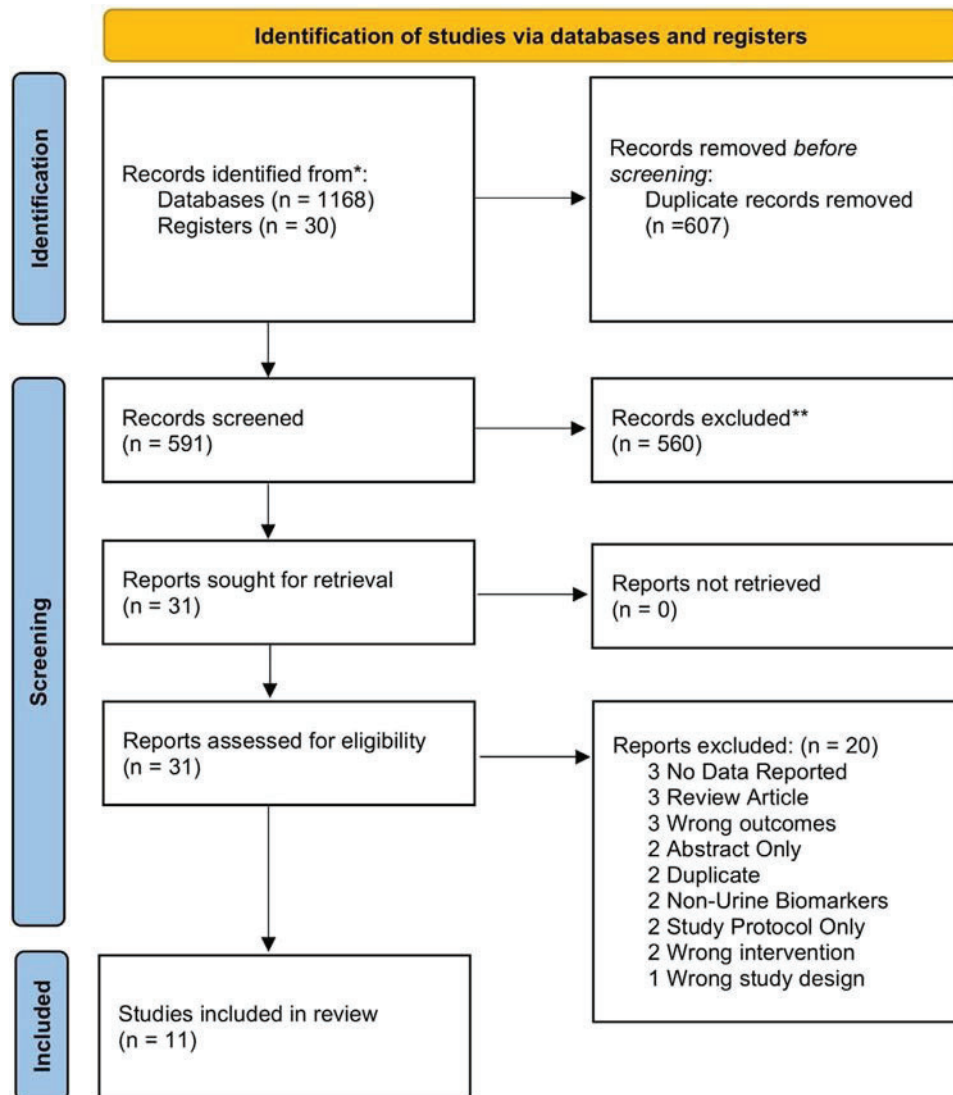 Identification of studies via databases and registers
Identification
Records identified from*:
Databases (n = 1168)
Registers (n = 30)
Records removed before
screening:
Duplicate records removed
(n =607)
Screening
Records screened
(n = 591)
Records excluded**
(n = 560)
Reports sought for retrieval
(n = 31)
Reports not retrieved
(n = 0)
Reports assessed for eligibility
(n = 31)
Reports excluded: (n = 20)
3 No Data Reported
3 Review Article
3 Wrong outcomes
2 Abstract Only
2 Duplicate
2 Non-Urine Biomarkers
2 Study Protocol Only
2 Wrong intervention
1 Wrong study design
Included
Studies included in review
(n = 11)